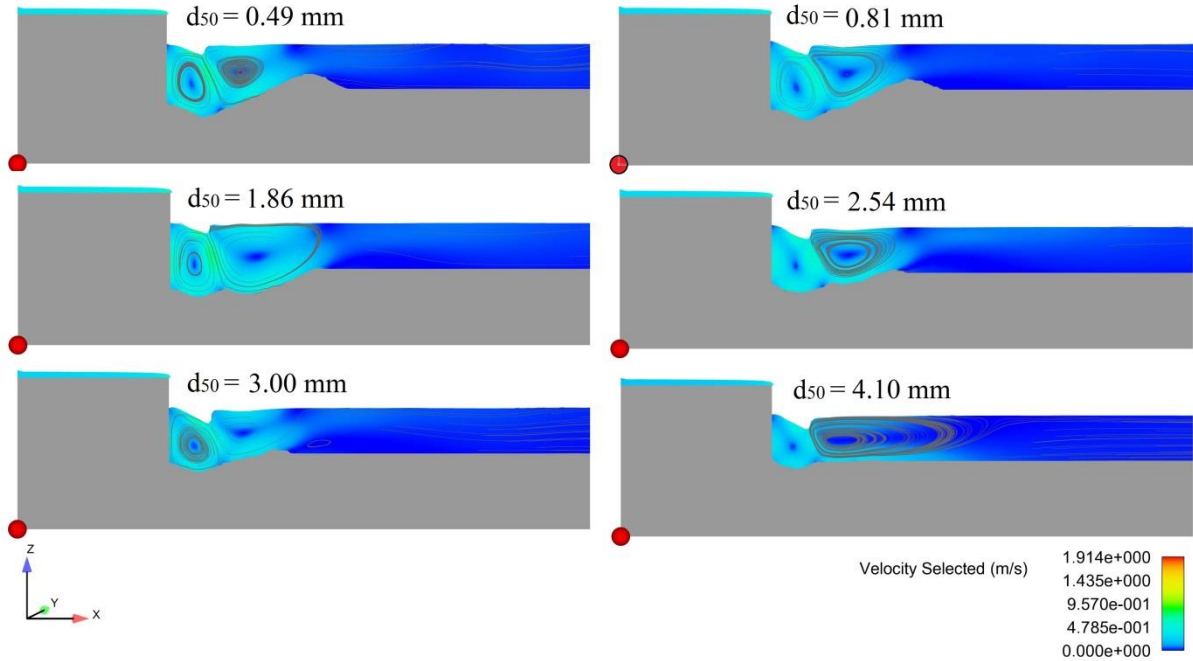 d50 = 0.49 mm
d50 = 0.81 mm
d50 = 1.86 mm
d50 = 2.54 mm
d50 = 3.00 mm
d50 = 4.10 mm
Z
Y
X
Velocity Selected (m/s)
1.914e+000
1.435e+000
9.570e-001
4.785e-001
0.000e+000